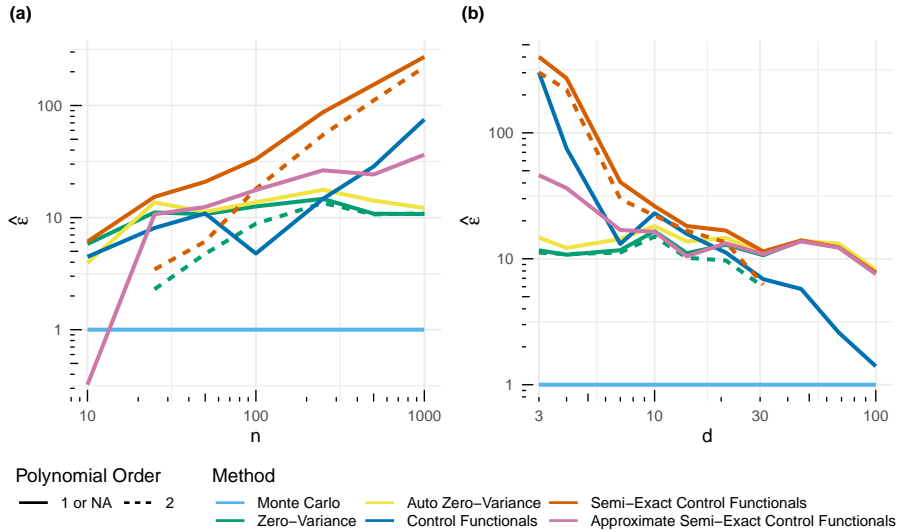 (a)
(b)
ε̂
100
10
1
10
100
1000
n
ε̂
100
10
1
3
10
30
100
d
Polynomial Order
1 or NA
2
Method
Monte Carlo
Auto Zero−Variance
Semi−Exact Control Functionals
Zero−Variance
Control Functionals
Approximate Semi−Exact Control Functionals